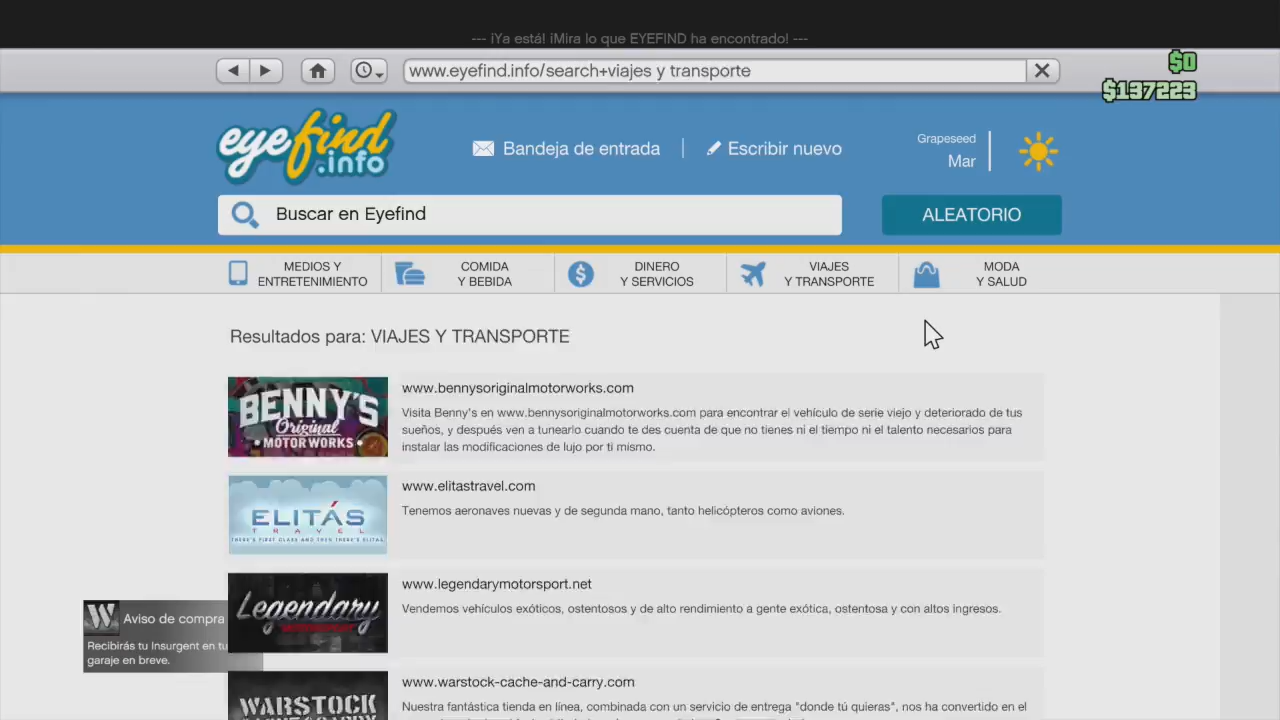 --- ¡Ya está! ¡Mira lo que EYEFIND ha encontrado! ---
www.eyefind.info/search+viajes y transporte
$0
$137223
eyefind
.info
Bandeja de entrada
Escribir nuevo
Grapeseed
Mar
Buscar en Eyefind
ALEATORIO
MEDIOS Y
ENTRETENIMIENTO
COMIDA
Y BEBIDA
DINERO
Y SERVICIOS
VIAJES
Y TRANSPORTE
MODA
Y SALUD
Resultados para: VIAJES Y TRANSPORTE
BENNY'S
Original
MOTOR WORKS
www.bennysoriginalmotorworks.com
Visita Benny's en www.bennysoriginalmotorworks.com para encontrar el vehículo de serie viejo y deteriorado de tus
sueños, y después ven a tunearlo cuando te des cuenta de que no tienes ni el tiempo ni el talento necesarios para
instalar las modificaciones de lujo por ti mismo.
ELITÁS
TRAVEL
THERE'S FIRST CLASS AND THEN THERE'S ELITÁS
www.elitastravel.com
Tenemos aeronaves nuevas y de segunda mano, tanto helicópteros como aviones.
Legendary
MOTORSPORT
www.legendarymotorsport.net
Vendemos vehículos exóticos, ostentosos y de alto rendimiento a gente exótica, ostentosa y con altos ingresos.
W
Aviso de compra
Recibirás tu Insurgent en tu
garaje en breve.
WARSTOCK
www.warstock-cache-and-carry.com
Nuestra fantástica tienda en línea, combinada con un servicio de entrega "donde tú quieras", nos ha convertido en el